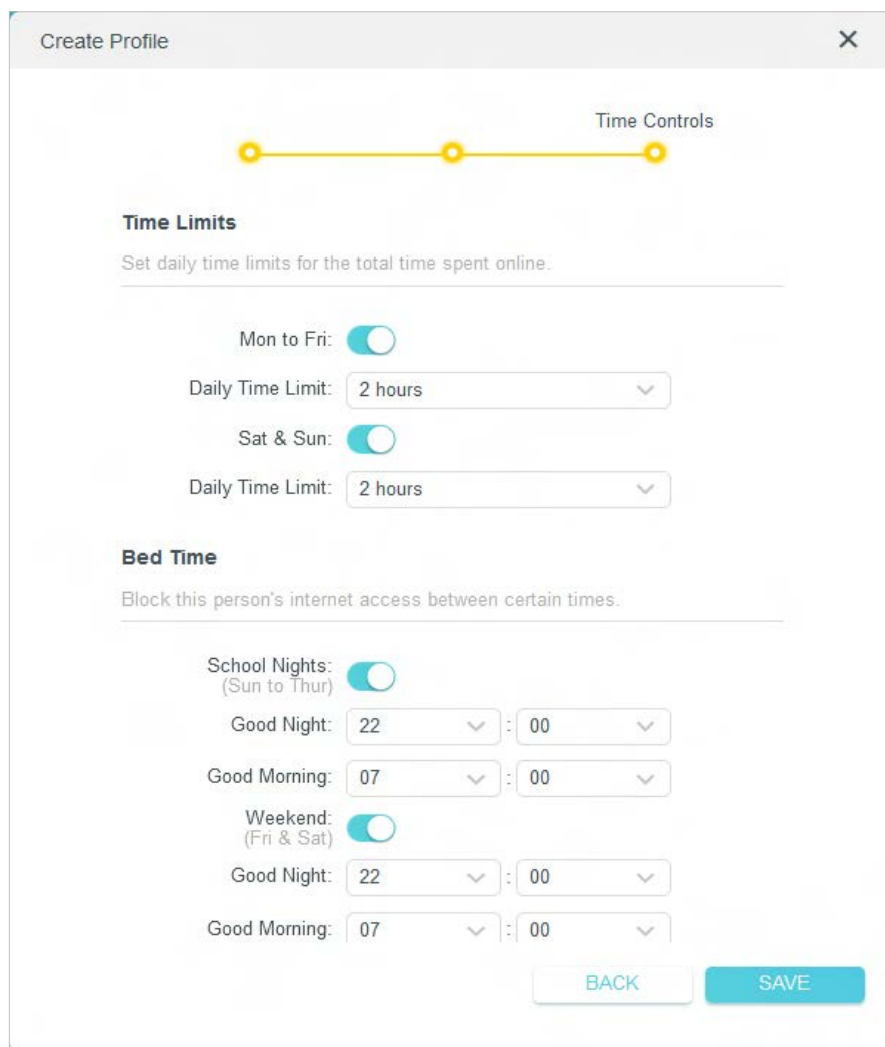 Create Profile
Time Controls
Time Limits
Set daily time limits for the total time spent online.
Mon to Fri:
Daily Time Limit: 2 hours
Sat & Sun:
Daily Time Limit: 2 hours
Bed Time
Block this person's internet access between certain times.
School Nights:
(Sun to Thur)
Good Night: 22 : 00
Good Morning: 07 : 00
Weekend:
(Fri & Sat)
Good Night: 22 : 00
Good Morning: 07 : 00
BACK SAVE